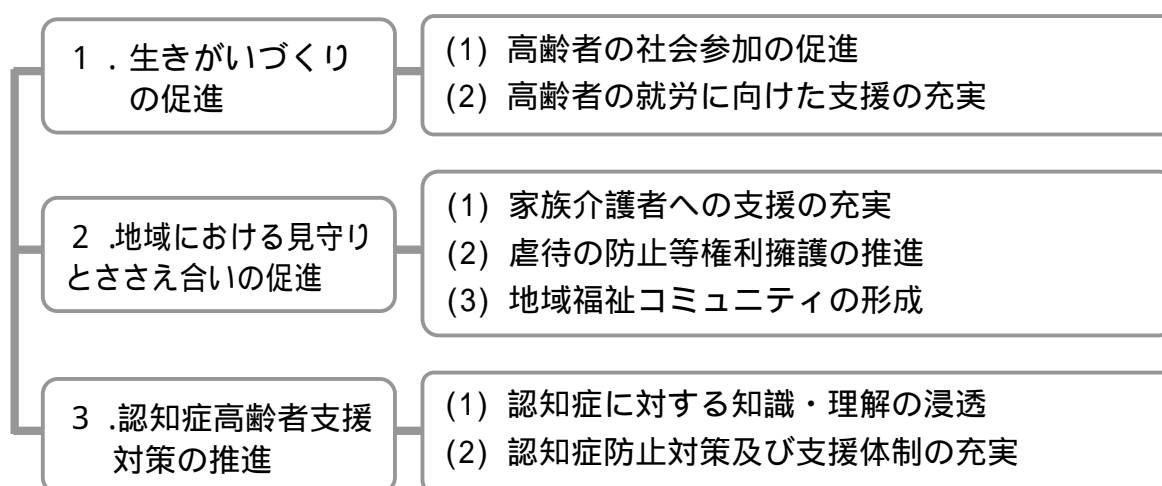 1 . 生きがいづくり
の促進
(1) 高齢者の社会参加の促進
(2) 高齢者の就労に向けた支援の充実
2 .地域における見守り
とささえ合いの促進
(1) 家族介護者への支援の充実
(2) 虐待の防止等権利擁護の推進
(3) 地域福祉コミュニティの形成
3 .認知症高齢者支援
対策の推進
(1) 認知症に対する知識・理解の浸透
(2) 認知症防止対策及び支援体制の充実